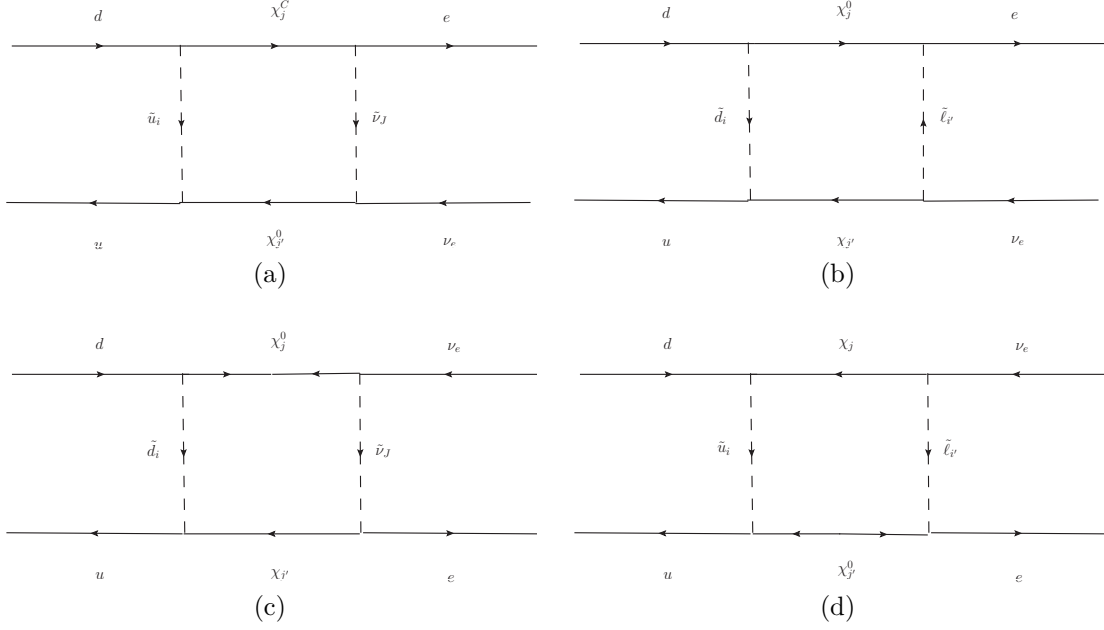 d χ_j^C e
ũ_i ν̃_J
u χ_{j'}^0 ν_e
(a)
d χ_j^0 e
d̃_i ℓ̃_{i'}
u χ_{j'} ν_e
(b)
d χ_j^0 ν_e
d̃_i ν̃_J
u χ_{j'} e
(c)
d χ_j ν_e
ũ_i ℓ̃_{i'}
u χ_{j'}^0 e
(d)